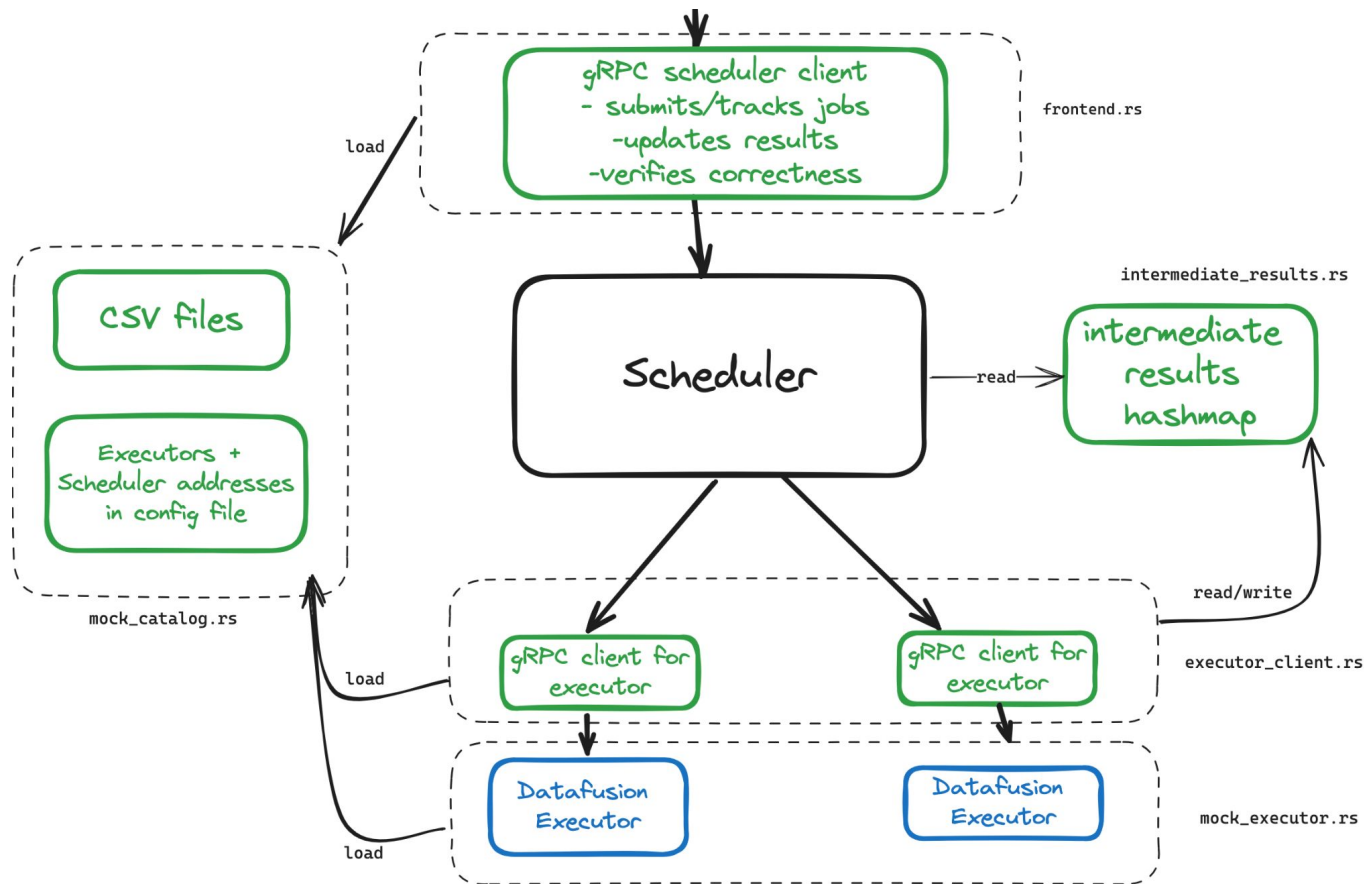 gRPC scheduler client
- submits/tracks jobs
-updates results
-verifies correctness
frontend.rs
load
CSV files
Executors +
Scheduler addresses
in config file
mock_catalog.rs
Scheduler
read
intermediate_results.rs
intermediate
results
hashmap
read/write
gRPC client for
executor
gRPC client for
executor
executor_client.rs
load
Datafusion
Executor
Datafusion
Executor
mock_executor.rs
load